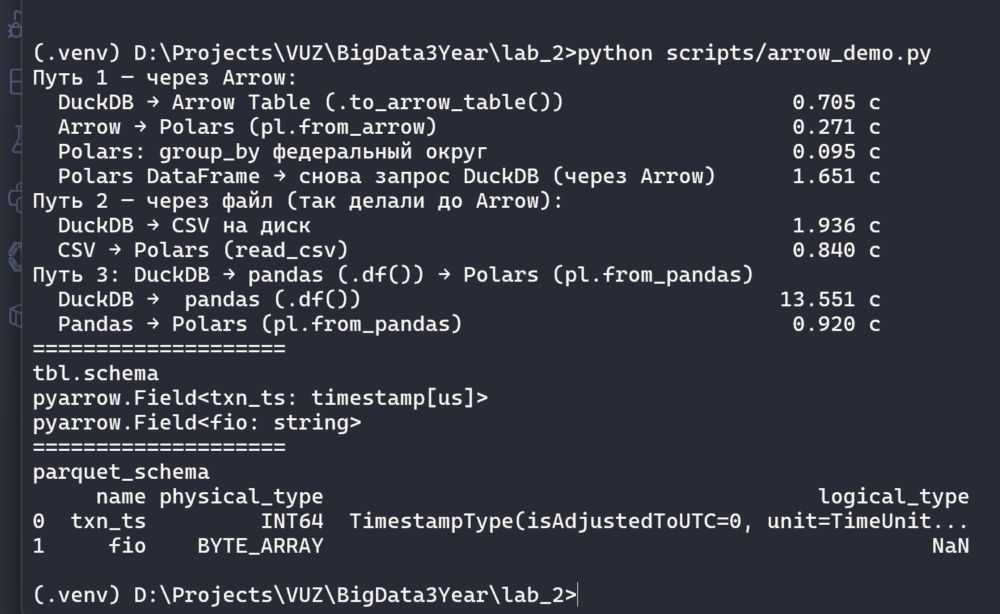 (.venv) D:\Projects\VUZ\BigData3Year\lab_2>python scripts/arrow_demo.py
Путь 1 — через Arrow:
  DuckDB → Arrow Table (.to_arrow_table()) 0.705 с
  Arrow → Polars (pl.from_arrow) 0.271 с
  Polars: group_by федеральный округ 0.095 с
  Polars DataFrame → снова запрос DuckDB (через Arrow) 1.651 с
Путь 2 — через файл (так делали до Arrow):
  DuckDB → CSV на диск 1.936 с
  CSV → Polars (read_csv) 0.840 с
Путь 3: DuckDB → pandas (.df()) → Polars (pl.from_pandas)
  DuckDB →  pandas (.df()) 13.551 с
  Pandas → Polars (pl.from_pandas) 0.920 с
====================
tbl.schema
pyarrow.Field<txn_ts: timestamp[us]>
pyarrow.Field<fio: string>
====================
parquet_schema
     name physical_type logical_type
0  txn_ts         INT64  TimestampType(isAdjustedToUTC=0, unit=TimeUnit...
1     fio    BYTE_ARRAY NaN
(.venv) D:\Projects\VUZ\BigData3Year\lab_2>